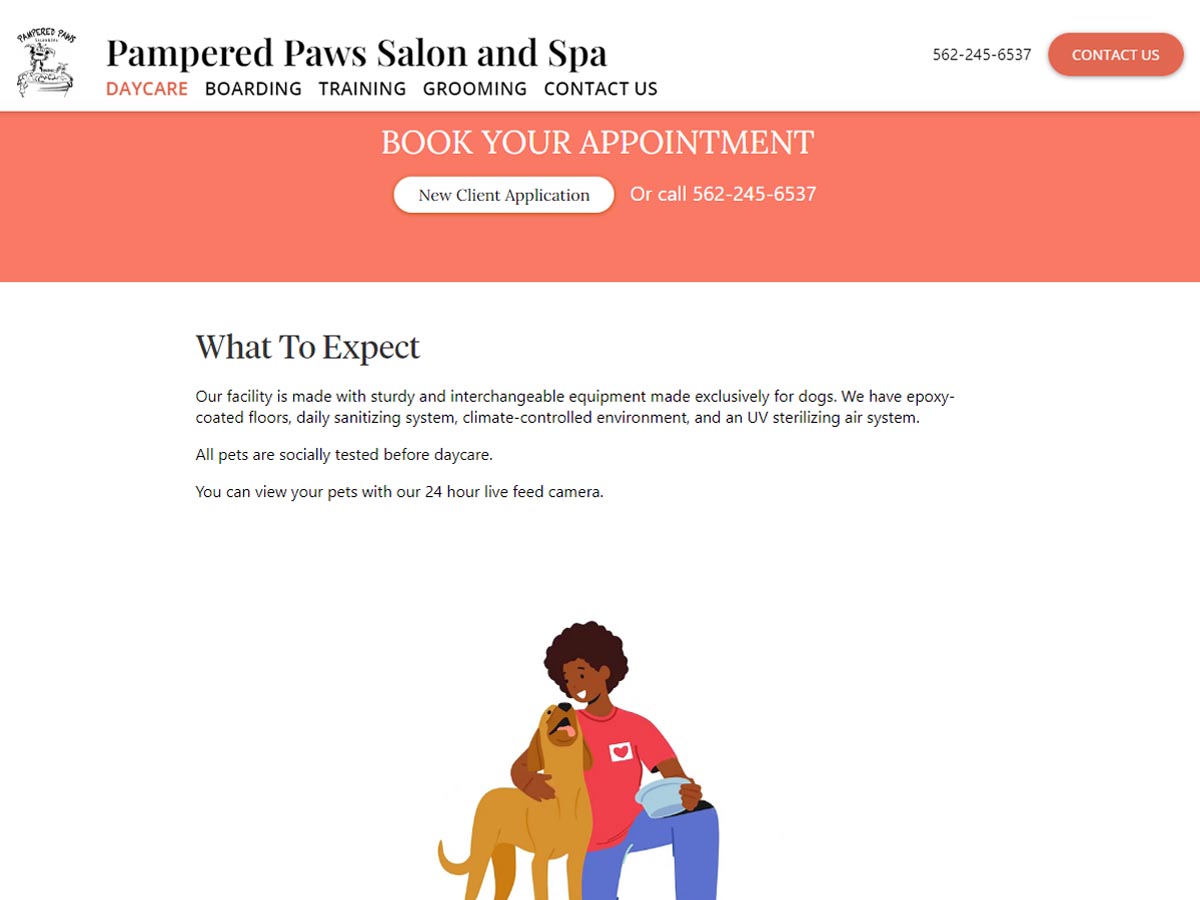 PAMPERED PAWS
Pampered Paws Salon and Spa
DAYCARE BOARDING TRAINING GROOMING CONTACT US
562-245-6537
CONTACT US
BOOK YOUR APPOINTMENT
New Client Application
Or call 562-245-6537
What To Expect
Our facility is made with sturdy and interchangeable equipment made exclusively for dogs. We have epoxy-
coated floors, daily sanitizing system, climate-controlled environment, and an UV sterilizing air system.
All pets are socially tested before daycare.
You can view your pets with our 24 hour live feed camera.